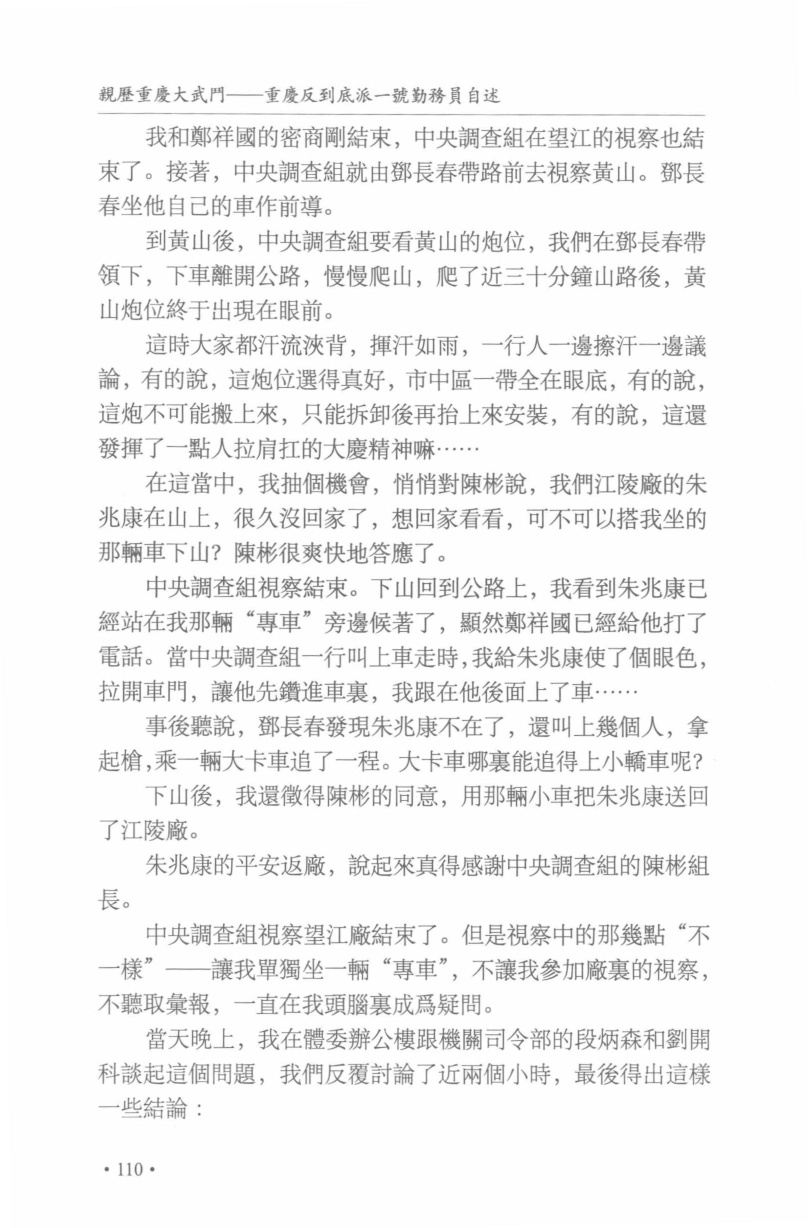 親歷重慶大武鬥——重慶反到底派一號勤務員自述
我和鄭祥國的密商剛結束，中央調查組在望江的視察也結
束了。接著，中央調查組就由鄧長春帶路前去視察黃山。鄧長
春坐他自己的車作前導。
到黃山後，中央調查組要看黃山的炮位，我們在鄧長春帶
領下，下車離開公路，慢慢爬山，爬了近三十分鐘山路後，黃
山炮位終于出現在眼前。
這時大家都汗流浹背，揮汗如雨，一行人一邊擦汗一邊議
論，有的說，這炮位選得真好，市中區一帶全在眼底，有的說，
這炮不可能搬上來，只能拆卸後再抬上來安裝，有的說，這還
發揮了一點人拉肩扛的大慶精神嘛……
在這當中，我抽個機會，悄悄對陳彬說，我們江陵廠的朱
兆康在山上，很久沒回家了，想回家看看，可不可以搭我坐的
那輛車下山？陳彬很爽快地答應了。
中央調查組視察結束。下山回到公路上，我看到朱兆康已
經站在我那輛“專車”旁邊候著了，顯然鄭祥國已經給他打了
電話。當中央調查組一行叫上車走時，我給朱兆康使了個眼色，
拉開車門，讓他先鑽進車裏，我跟在他後面上了車……
事後聽說，鄧長春發現朱兆康不在了，還叫上幾個人，拿
起槍，乘一輛大卡車追了一程。大卡車哪裏能追得上小轎車呢？
下山後，我還徵得陳彬的同意，用那輛小車把朱兆康送回
了江陵廠。
朱兆康的平安返廠，說起來真得感謝中央調查組的陳彬組
長。
中央調查組視察望江廠結束了。但是視察中的那幾點“不
一樣”——讓我單獨坐一輛“專車”，不讓我參加廠裏的視察，
不聽取彙報，一直在我頭腦裏成爲疑問。
當天晚上，我在體委辦公樓跟機關司令部的段炳森和劉開
科談起這個問題，我們反覆討論了近兩個小時，最後得出這樣
一些結論：
·110·